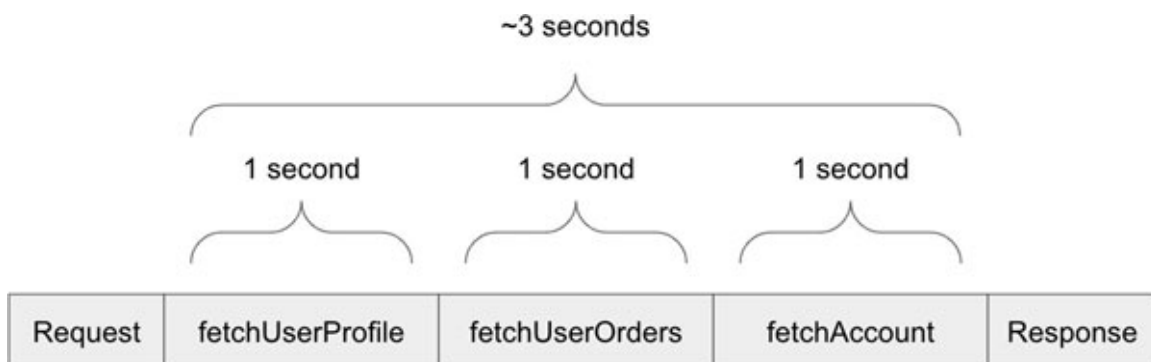 ~3 seconds
1 second 1 second 1 second
Request fetchUserProfile fetchUserOrders fetchAccount Response